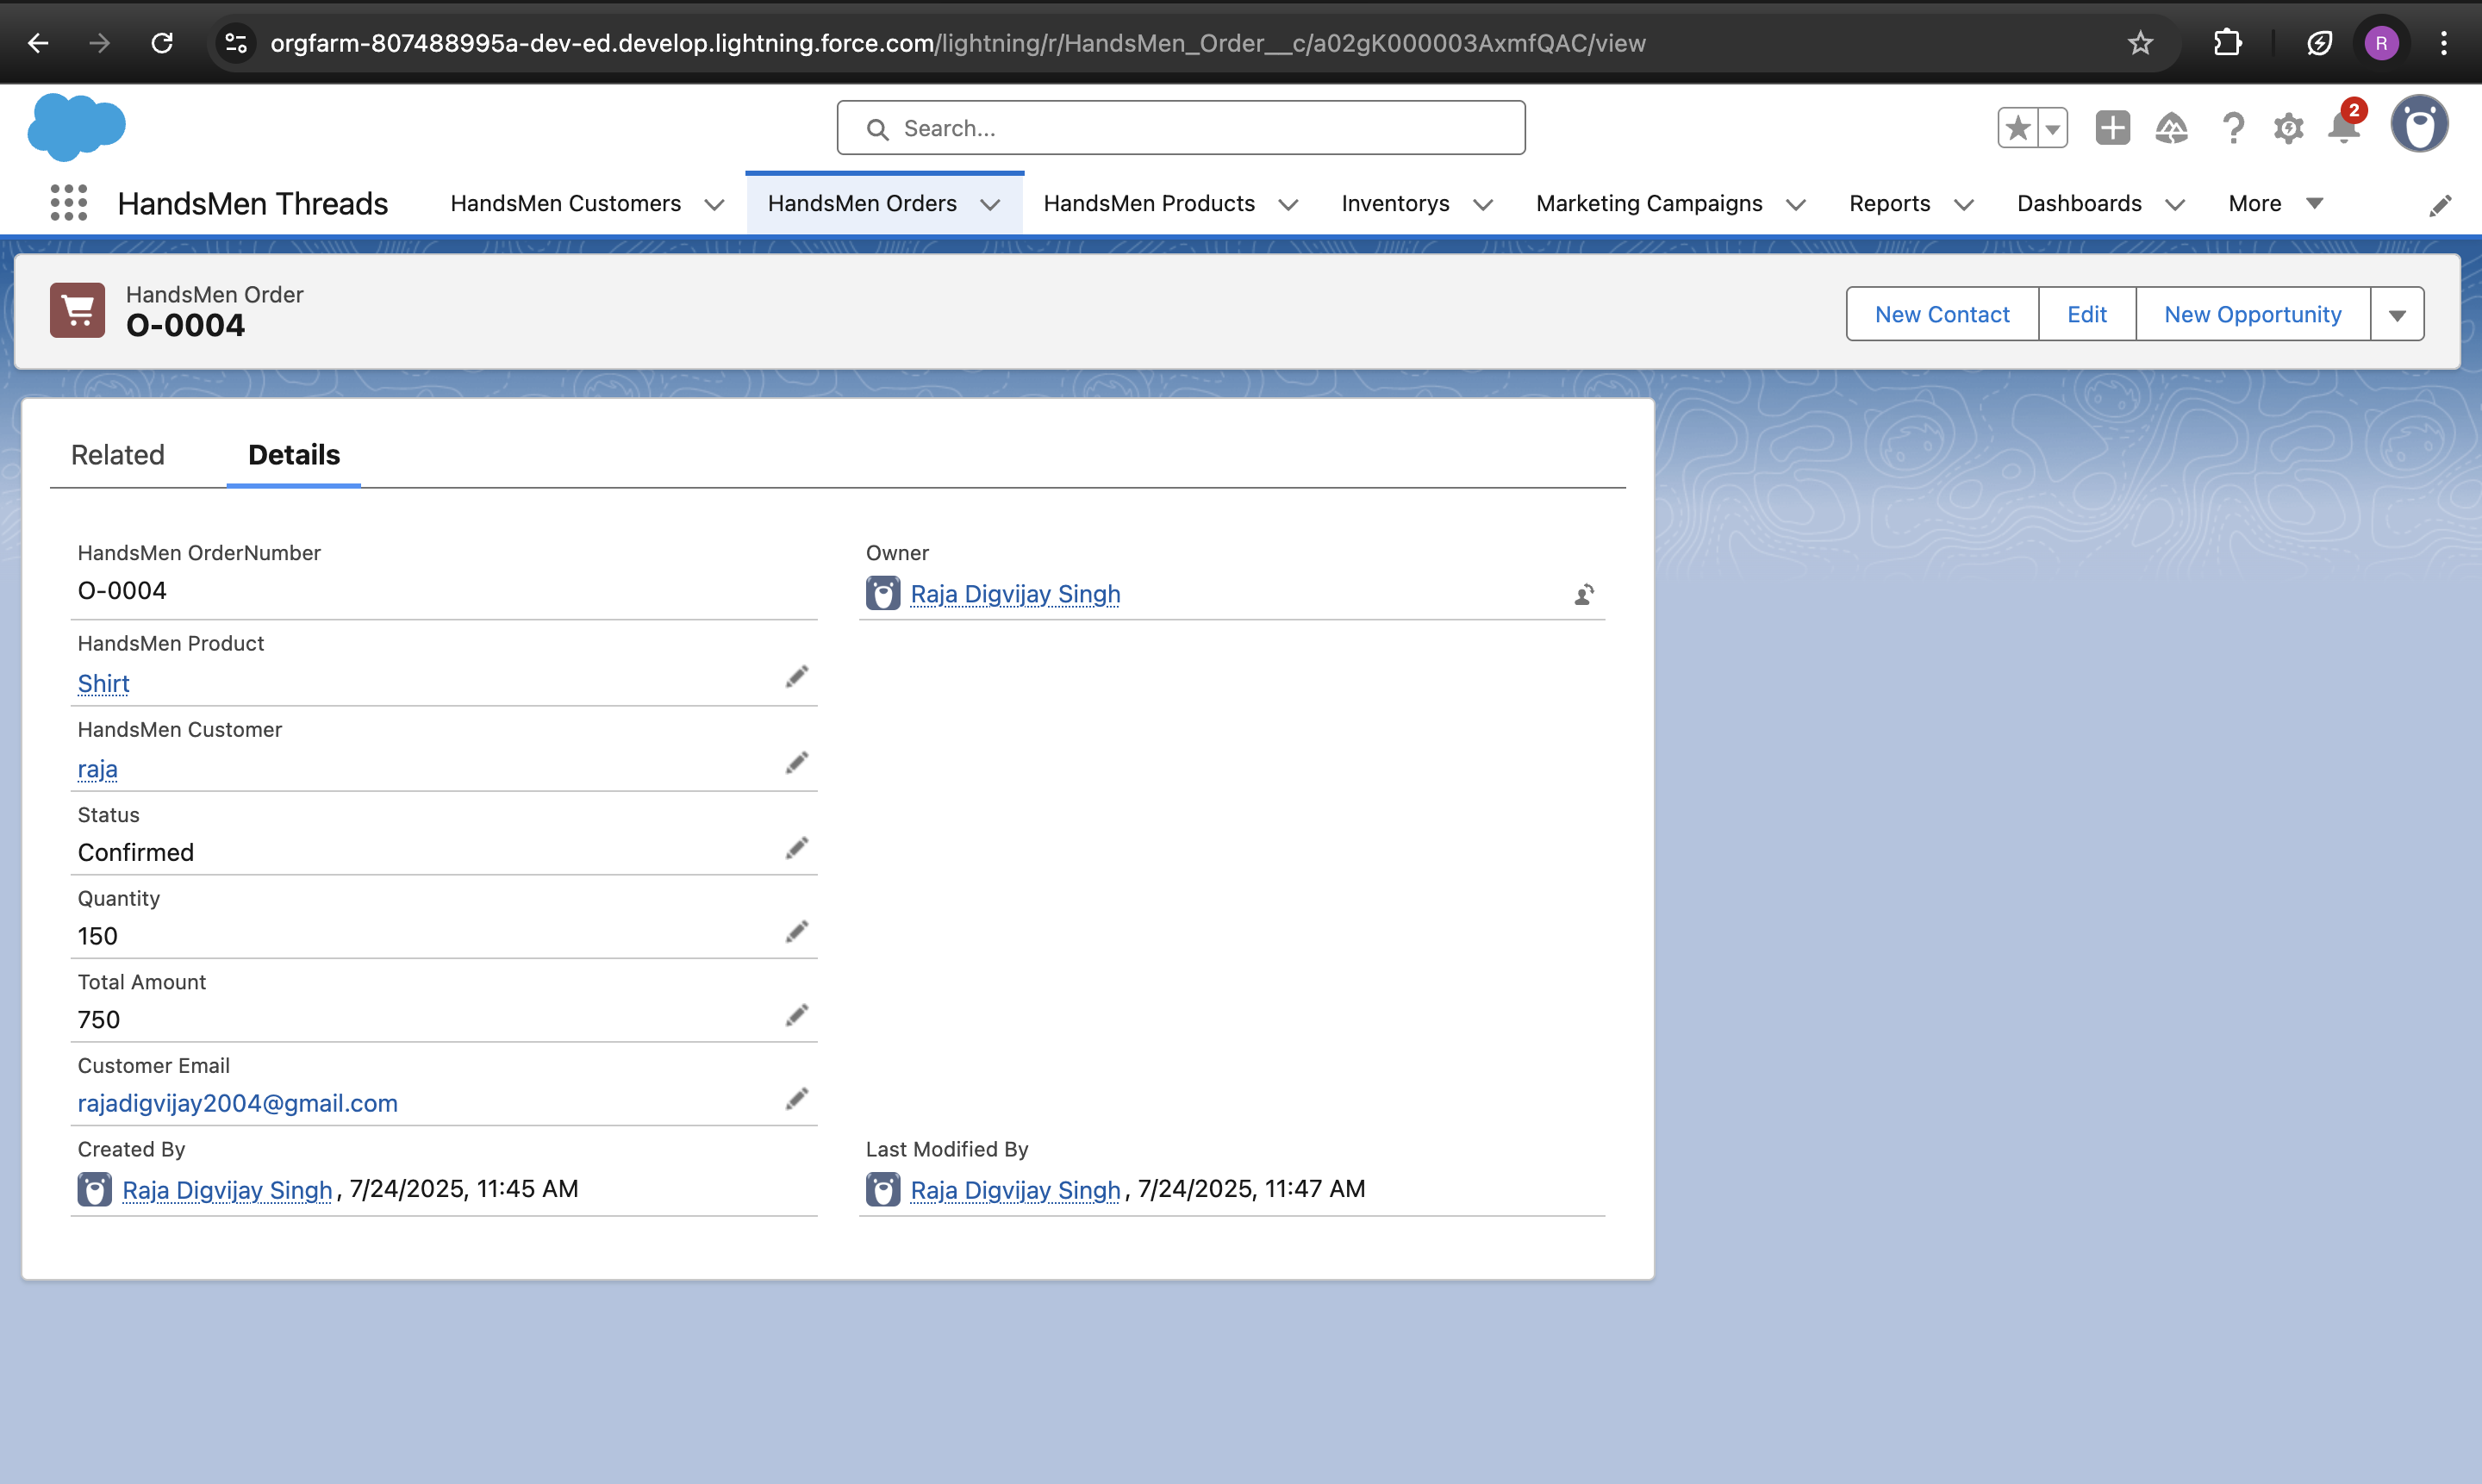 orgfarm-807488995a-dev-ed.develop.lightning.force.com/lightning/r/HandsMen_Order__c/a02gK000003AxmfQAC/view
R
Search...
2
HandsMen Threads
HandsMen Customers
HandsMen Orders
HandsMen Products
Inventorys
Marketing Campaigns
Reports
Dashboards
More
HandsMen Order
O-0004
New Contact
Edit
New Opportunity
Related
Details
HandsMen OrderNumber
O-0004
Owner
Raja Digvijay Singh
HandsMen Product
Shirt
HandsMen Customer
raja
Status
Confirmed
Quantity
150
Total Amount
750
Customer Email
rajadigvijay2004@gmail.com
Created By
Raja Digvijay Singh, 7/24/2025, 11:45 AM
Last Modified By
Raja Digvijay Singh, 7/24/2025, 11:47 AM